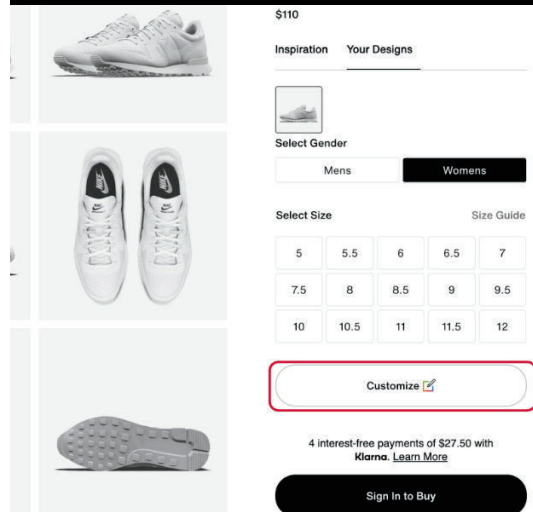 $110
Inspiration Your Designs
Select Gender
Mens Womens
Select Size Size Guide
5 5.5 6 6.5 7
7.5 8 8.5 9 9.5
10 10.5 11 11.5 12
Customize 📝
4 interest-free payments of $27.50 with
Klarna. Learn More
Sign In to Buy
NIKE NIKE